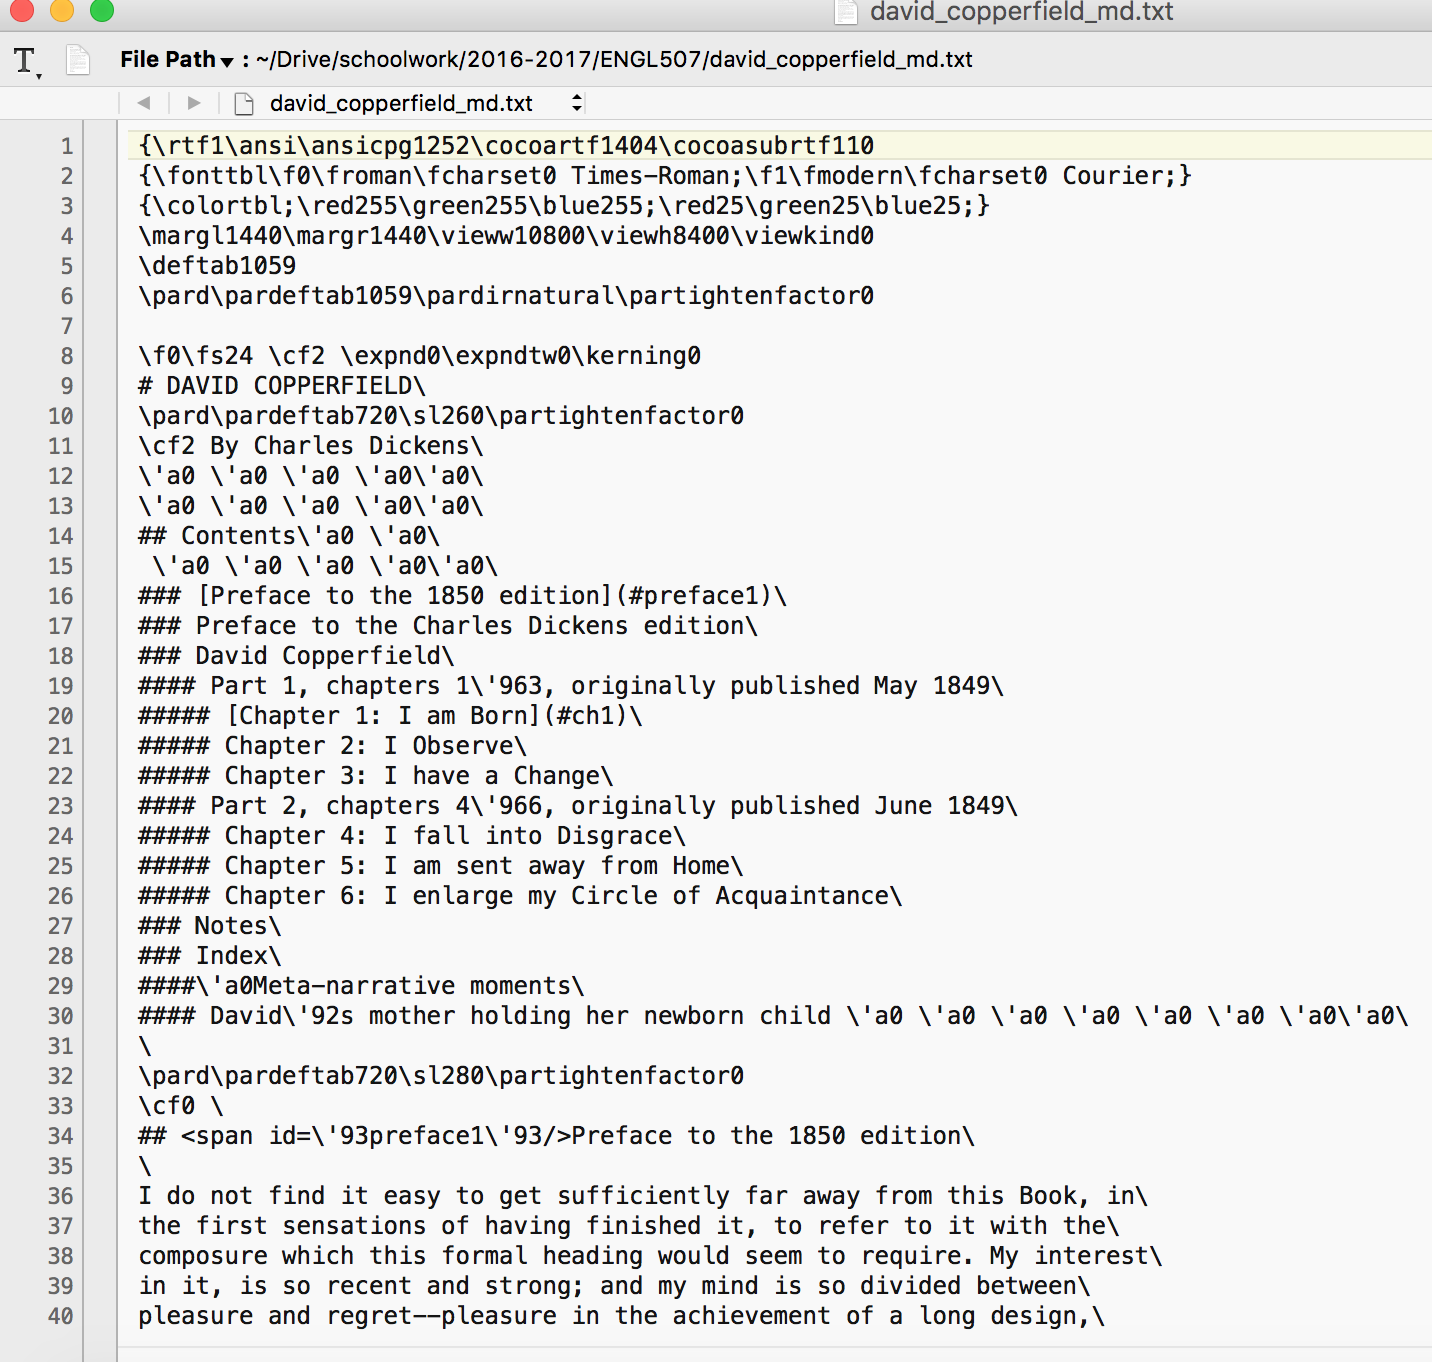 david_copperfield_md.txt
T File Path ▾ : ~/Drive/schoolwork/2016-2017/ENGL507/david_copperfield_md.txt
david_copperfield_md.txt
1 {\rtf1\ansi\ansicpg1252\cocoartf1404\cocoasubrtf110
2 {\fonttbl\f0\froman\fcharset0 Times-Roman;\f1\fmodern\fcharset0 Courier;}
3 {\colortbl;\red255\green255\blue255;\red25\green25\blue25;}
4 \margl1440\margr1440\vieww10800\viewh8400\viewkind0
5 \deftab1059
6 \pard\pardeftab1059\pardirnatural\partightenfactor0
7
8 \f0\fs24 \cf2 \expnd0\expndtw0\kerning0
9 # DAVID COPPERFIELD\
10 \pard\pardeftab720\sl260\partightenfactor0
11 \cf2 By Charles Dickens\
12 \'a0 \'a0 \'a0 \'a0\'a0\
13 \'a0 \'a0 \'a0 \'a0\'a0\
14 ## Contents\'a0 \'a0\
15  \'a0 \'a0 \'a0 \'a0\'a0\
16 ### [Preface to the 1850 edition](#preface1)\
17 ### Preface to the Charles Dickens edition\
18 ### David Copperfield\
19 #### Part 1, chapters 1\'963, originally published May 1849\
20 ##### [Chapter 1: I am Born](#ch1)\
21 ##### Chapter 2: I Observe\
22 ##### Chapter 3: I have a Change\
23 #### Part 2, chapters 4\'966, originally published June 1849\
24 ##### Chapter 4: I fall into Disgrace\
25 ##### Chapter 5: I am sent away from Home\
26 ##### Chapter 6: I enlarge my Circle of Acquaintance\
27 ### Notes\
28 ### Index\
29 ####\'a0Meta-narrative moments\
30 #### David\'92s mother holding her newborn child \'a0 \'a0 \'a0 \'a0 \'a0 \'a0 \'a0\'a0\
31 \
32 \pard\pardeftab720\sl280\partightenfactor0
33 \cf0 \
34 ## <span id=\'93preface1\'93/>Preface to the 1850 edition\
35 \
36 I do not find it easy to get sufficiently far away from this Book, in\
37 the first sensations of having finished it, to refer to it with the\
38 composure which this formal heading would seem to require. My interest\
39 in it, is so recent and strong; and my mind is so divided between\
40 pleasure and regret--pleasure in the achievement of a long design,\